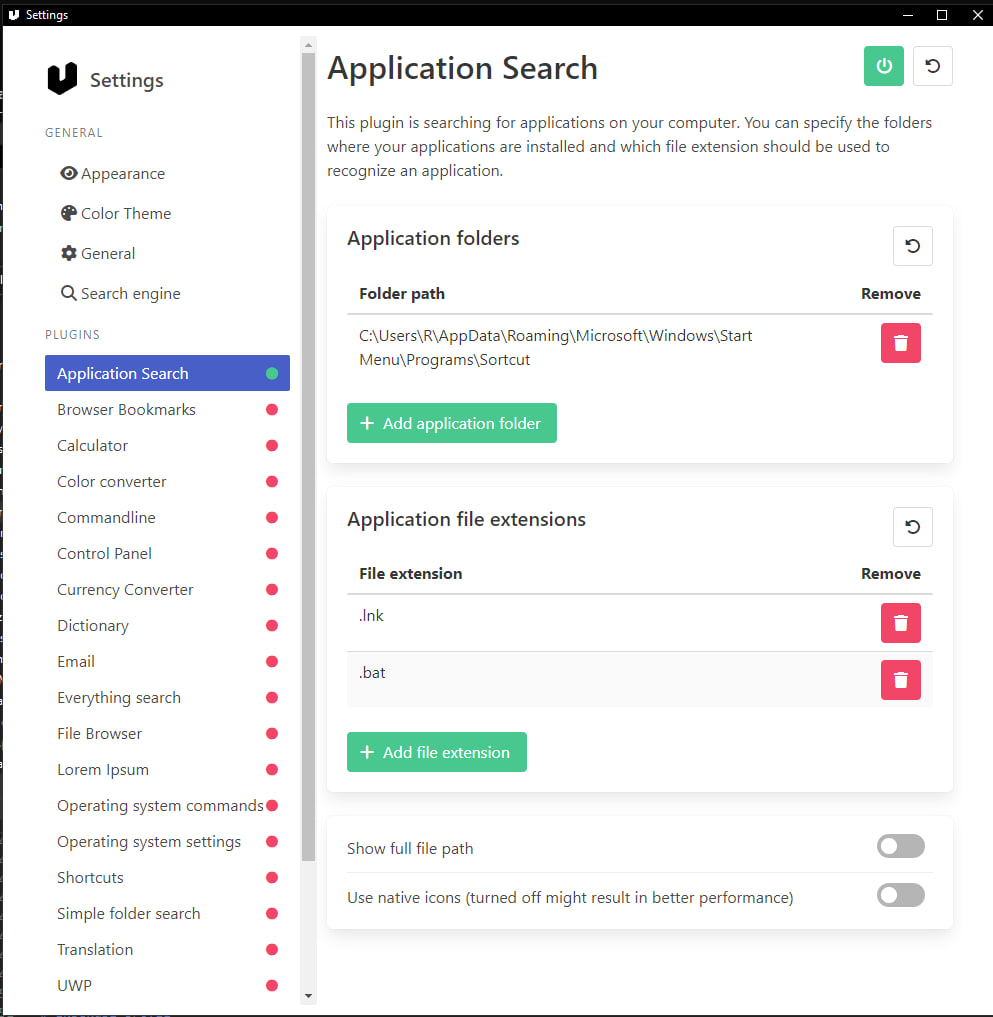 Settings
Settings
GENERAL
Appearance
Color Theme
General
Search engine
PLUGINS
Application Search
Browser Bookmarks
Calculator
Color converter
Commandline
Control Panel
Currency Converter
Dictionary
Email
Everything search
File Browser
Lorem Ipsum
Operating system commands
Operating system settings
Shortcuts
Simple folder search
Translation
UWP
Application Search
This plugin is searching for applications on your computer. You can specify the folders
where your applications are installed and which file extension should be used to
recognize an application.
Application folders
Folder path Remove
C:\Users\R\AppData\Roaming\Microsoft\Windows\Start
Menu\Programs\Sortcut
+ Add application folder
Application file extensions
File extension Remove
.lnk
.bat
+ Add file extension
Show full file path
Use native icons (turned off might result in better performance)